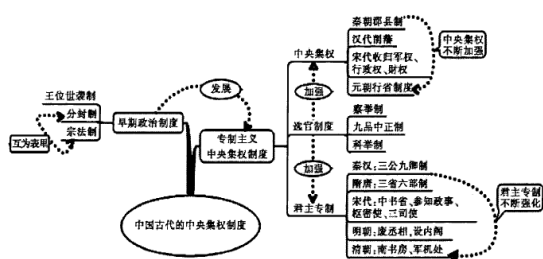 秦朝郡县制
汉代削藩
宋代收归军权、
行政权、财权
元朝行省制度
中央集权
不断加强
中央集权
加强
选官制度
察举制
九品中正制
科举制
加强
君主专制
秦汉:三公九卿制
隋唐:三省六部制
宋代:中书省、参知政事、
枢密使、三司使
明朝:废丞相,设内阁
清朝:南书房、军机处
君主专制
不断强化
发展
王位世袭制
分封制
宗法制
互为表里
早期政治制度
专制主义
中央集权制度
中国古代的中央集权制度